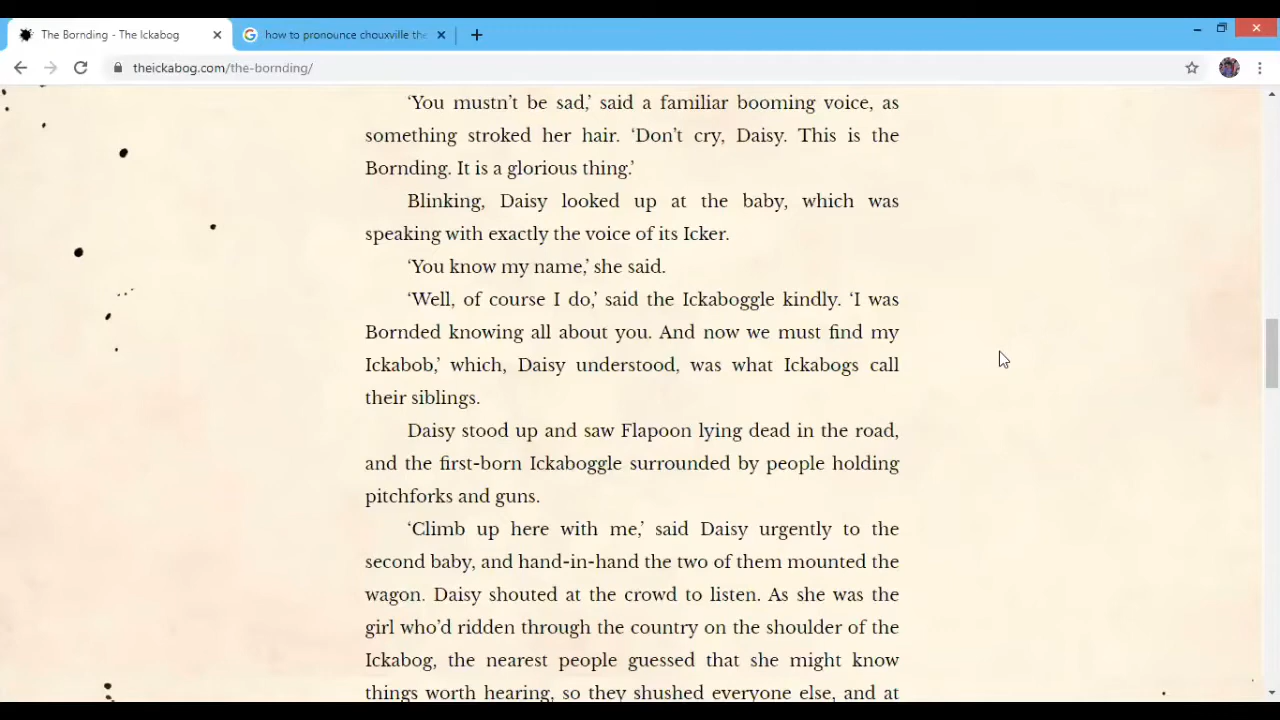 The Bornding - The Ickabog
how to pronounce chouxville the
theickabog.com/the-bornding/
‘You mustn’t be sad,’ said a familiar booming voice, as
something stroked her hair. ‘Don’t cry, Daisy. This is the
Bornding. It is a glorious thing.’
Blinking, Daisy looked up at the baby, which was
speaking with exactly the voice of its Icker.
‘You know my name,’ she said.
‘Well, of course I do,’ said the Ickaboggle kindly. ‘I was
Bornded knowing all about you. And now we must find my
Ickabob,’ which, Daisy understood, was what Ickabogs call
their siblings.
Daisy stood up and saw Flapoon lying dead in the road,
and the first-born Ickaboggle surrounded by people holding
pitchforks and guns.
‘Climb up here with me,’ said Daisy urgently to the
second baby, and hand-in-hand the two of them mounted the
wagon. Daisy shouted at the crowd to listen. As she was the
girl who’d ridden through the country on the shoulder of the
Ickabog, the nearest people guessed that she might know
things worth hearing, so they shushed everyone else, and at